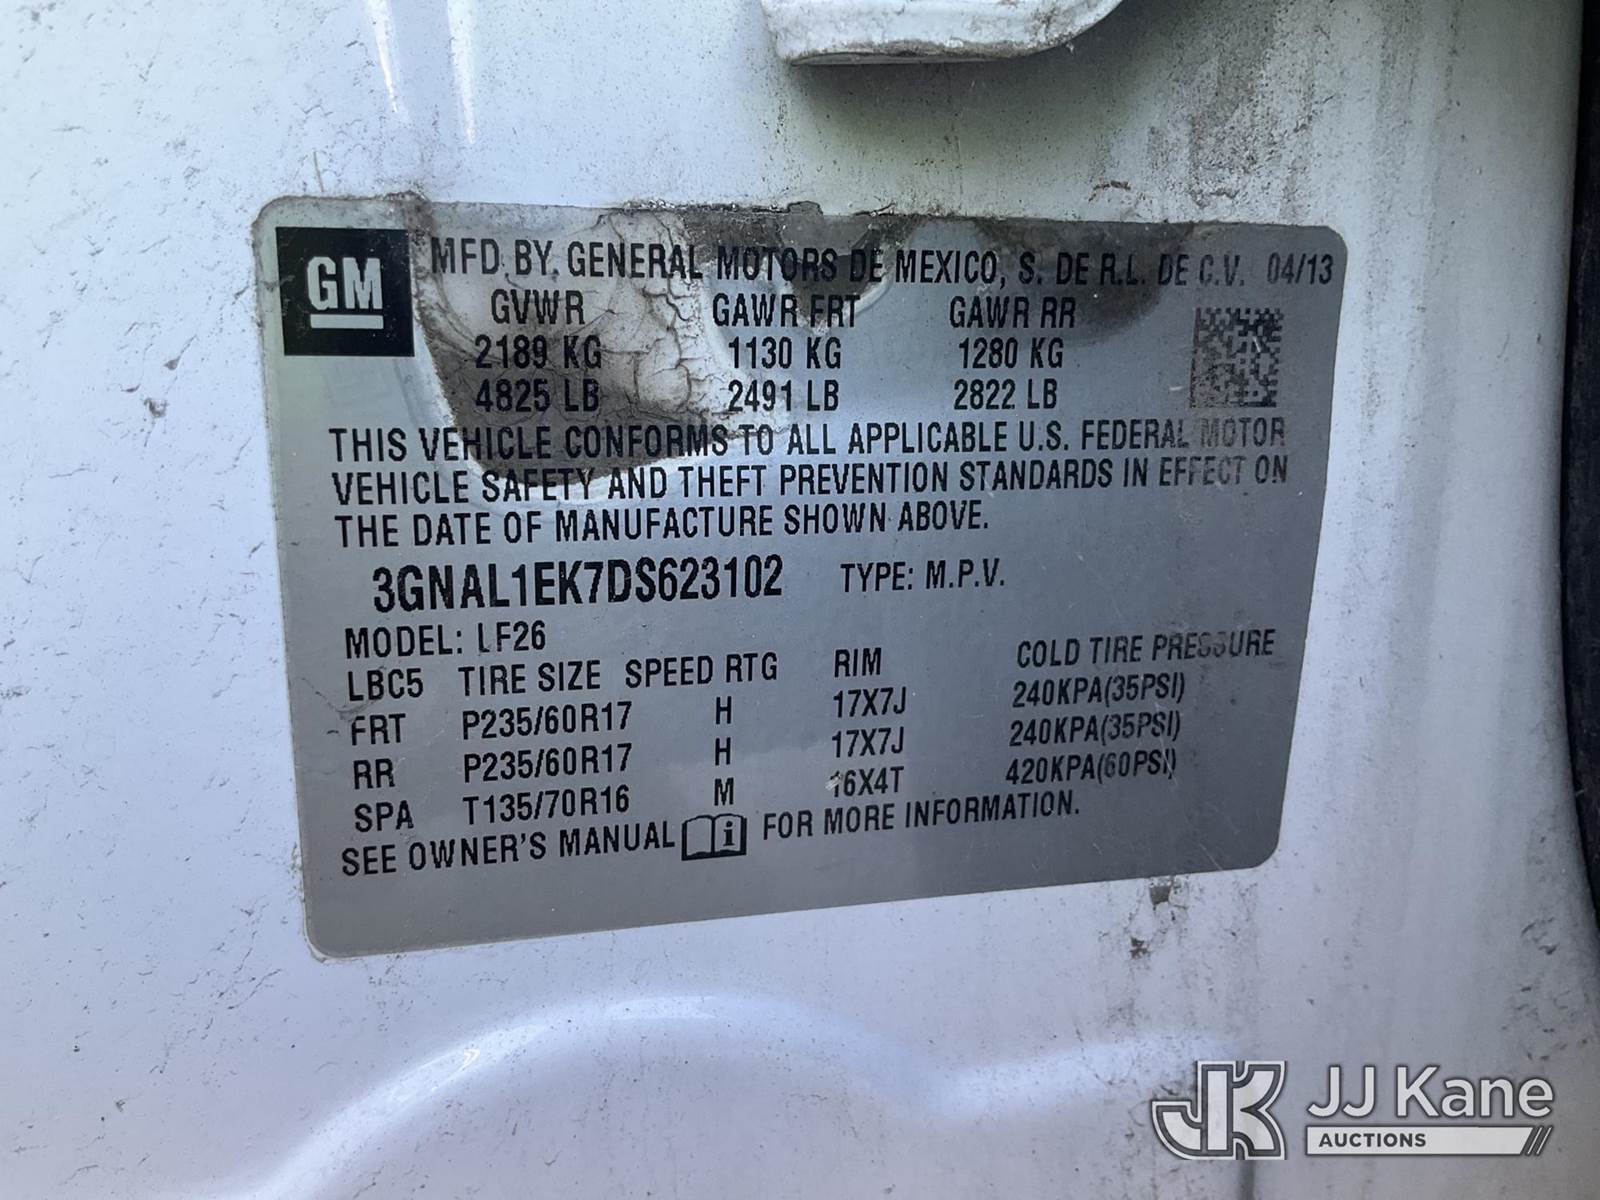 GM MFD. BY. GENERAL MOTORS DE MEXICO, S. DE R.L. DE C.V. 04/13
GVWR GAWR FRT GAWR RR
2189 KG 1130 KG 1280 KG
4825 LB 2491 LB 2822 LB
THIS VEHICLE CONFORMS TO ALL APPLICABLE U.S. FEDERAL MOTOR
VEHICLE SAFETY AND THEFT PREVENTION STANDARDS IN EFFECT ON
THE DATE OF MANUFACTURE SHOWN ABOVE.
3GNAL1EK7DS623102 TYPE: M.P.V.
MODEL: LF26
LBC5 TIRE SIZE SPEED RTG RIM COLD TIRE PRESSURE
FRT P235/60R17 H 17X7J 240KPA(35PSI)
RR P235/60R17 H 17X7J 240KPA(35PSI)
SPA T135/70R16 M 16X4T 420KPA(60PSI)
SEE OWNER'S MANUAL i FOR MORE INFORMATION.
JK JJ Kane
AUCTIONS